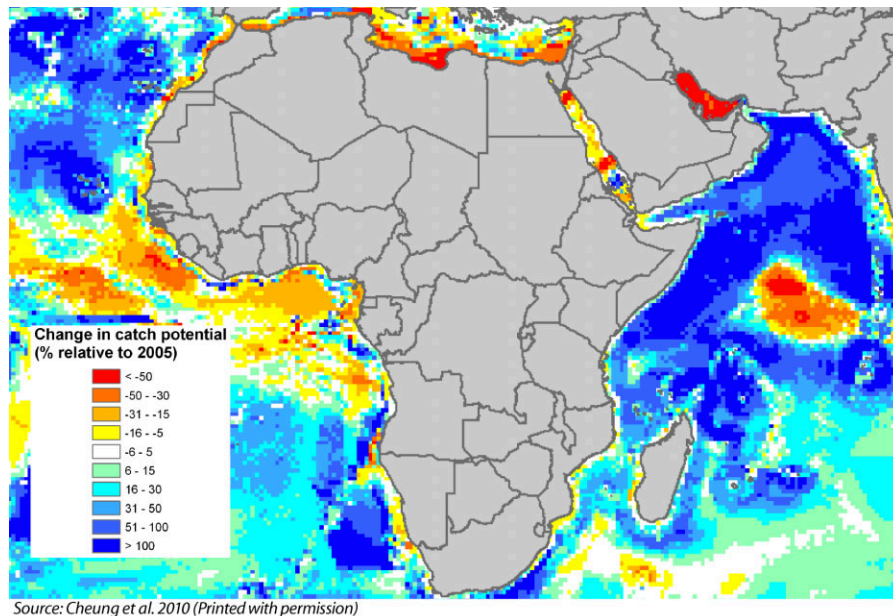 Change in catch potential
(% relative to 2005)
< -50
-50 - -30
-31 - -15
-16 - -5
-6 - 5
6 - 15
16 - 30
31 - 50
51 - 100
> 100
Source: Cheung et al. 2010 (Printed with permission)